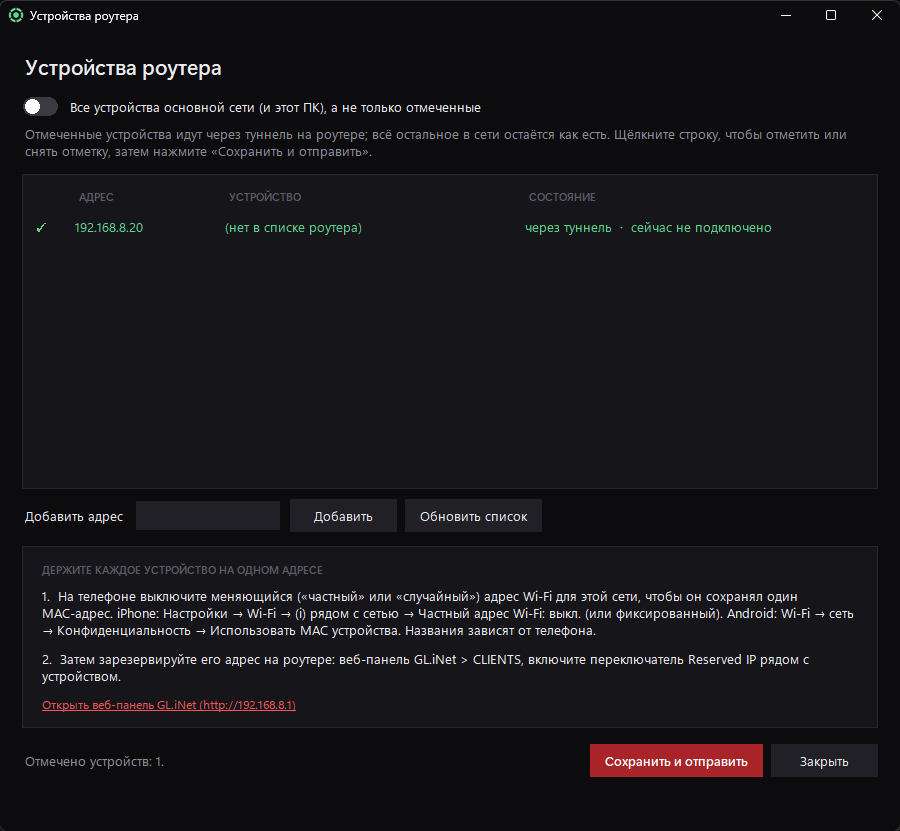 Устройства роутера
Устройства роутера
Все устройства основной сети (и этот ПК), а не только отмеченные
Отмеченные устройства идут через туннель на роутере; всё остальное в сети остаётся как есть. Щёлкните строку, чтобы отметить или
снять отметку, затем нажмите «Сохранить и отправить».
АДРЕС УСТРОЙСТВО СОСТОЯНИЕ
✓ 192.168.8.20 (нет в списке роутера) через туннель · сейчас не подключено
Добавить адрес Добавить Обновить список
ДЕРЖИТЕ КАЖДОЕ УСТРОЙСТВО НА ОДНОМ АДРЕСЕ
1. На телефоне выключите меняющийся («частный» или «случайный») адрес Wi-Fi для этой сети, чтобы он сохранял один
MAC-адрес. iPhone: Настройки → Wi-Fi → (i) рядом с сетью → Частный адрес Wi-Fi: выкл. (или фиксированный). Android: Wi-Fi → сеть
→ Конфиденциальность → Использовать MAC устройства. Названия зависят от телефона.
2. Затем зарезервируйте его адрес на роутере: веб-панель GL.iNet > CLIENTS, включите переключатель Reserved IP рядом с
устройством.
Открыть веб-панель GL.iNet (http://192.168.8.1)
Отмечено устройств: 1. Сохранить и отправить Закрыть